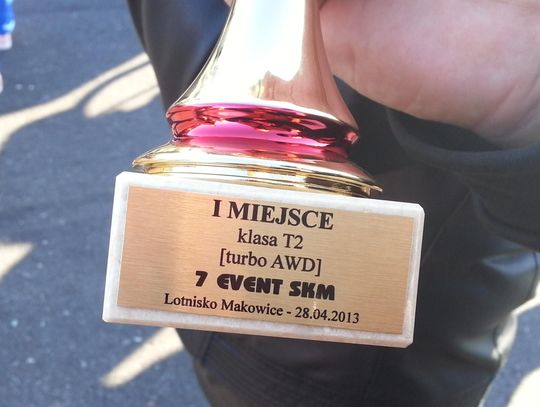 I MIEJSCE
klasa T2
[turbo AWD]
7 EVENT SKM
Lotnisko Makowice - 28.04.2013